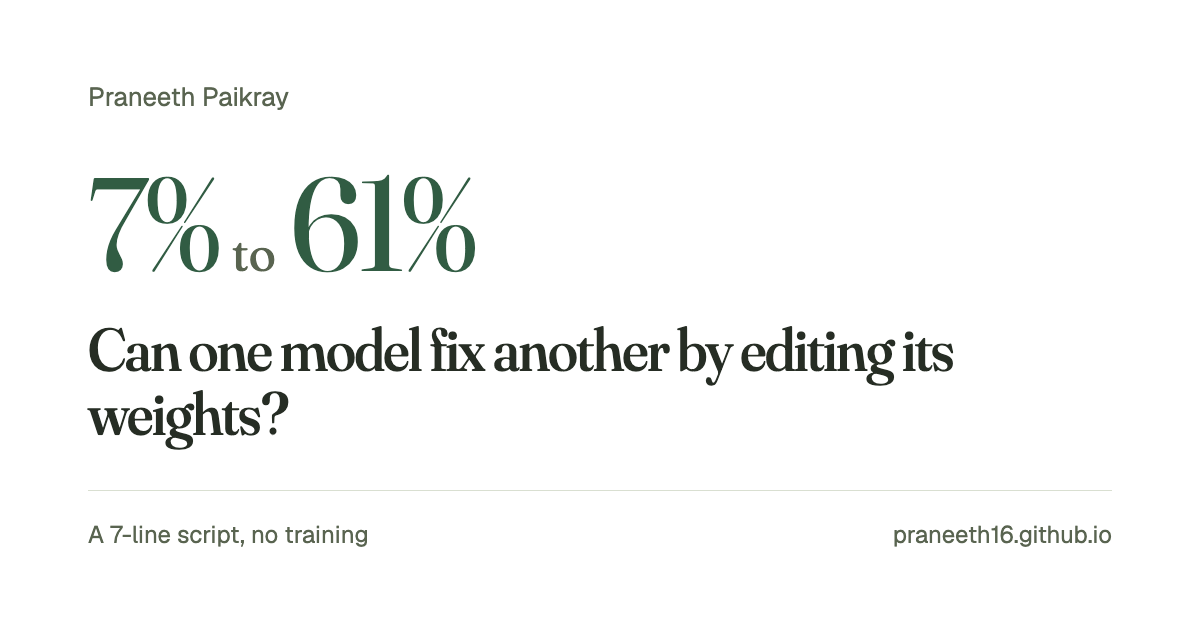 Praneeth Paikray
7% to 61%
Can one model fix another by editing its
weights?
A 7-line script, no training
praneeth16.github.io